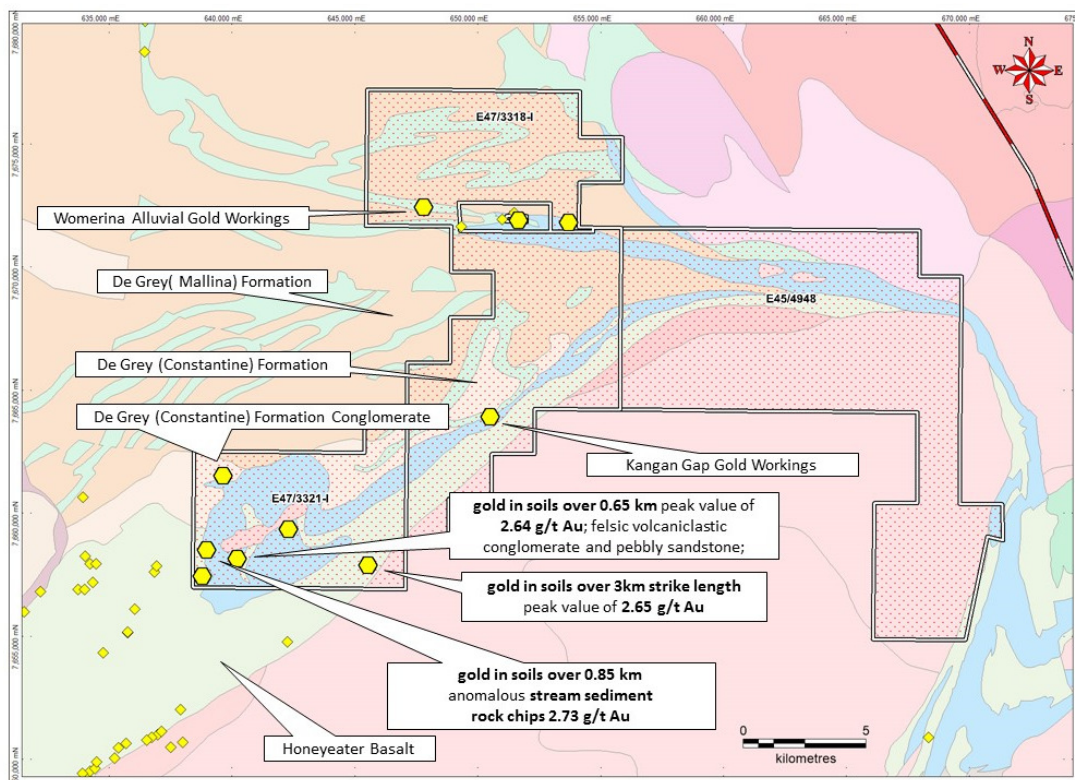 635,000 mE
640,000 mE
645,000 mE
650,000 mE
655,000 mE
660,000 mE
665,000 mE
670,000 mE
675
7,680,000 mN
N
W
E
S
E47/3318-I
7,675,000 mN
Womerina Alluvial Gold Workings
7,670,000 mN
De Grey( Mallina) Formation
E45/4948
De Grey (Constantine) Formation
7,665,000 mN
De Grey (Constantine) Formation Conglomerate
Kangan Gap Gold Workings
E47/3321-I
gold in soils over 0.65 km peak value of
2.64 g/t Au; felsic volcaniclastic
conglomerate and pebbly sandstone;
7,660,000 mN
gold in soils over 3km strike length
peak value of 2.65 g/t Au
7,655,000 mN
gold in soils over 0.85 km
anomalous stream sediment
rock chips 2.73 g/t Au
Honeyeater Basalt
0
5
kilometres